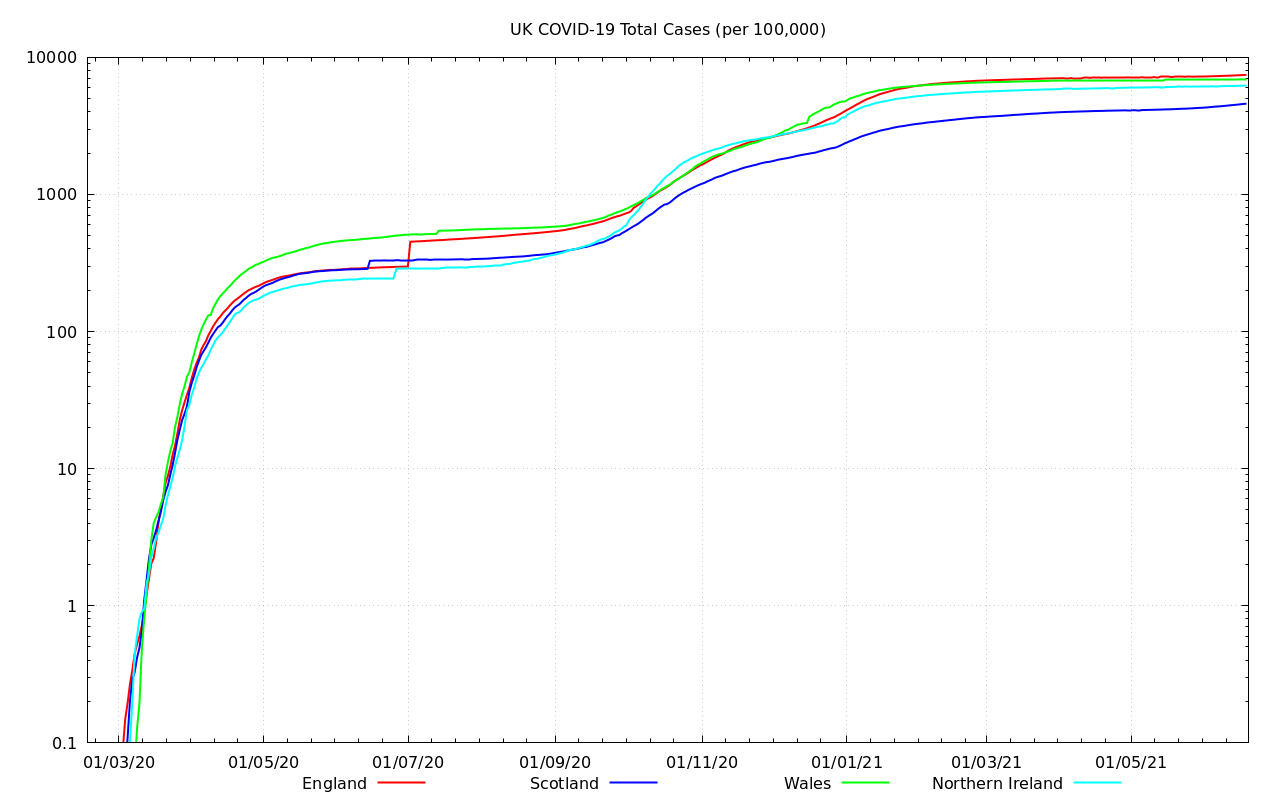 UK COVID-19 Total Cases (per 100,000)
10000
1000
100
10
1
0.1
01/03/20 01/05/20 01/07/20 01/09/20 01/11/20 01/01/21 01/03/21 01/05/21
England Scotland Wales Northern Ireland